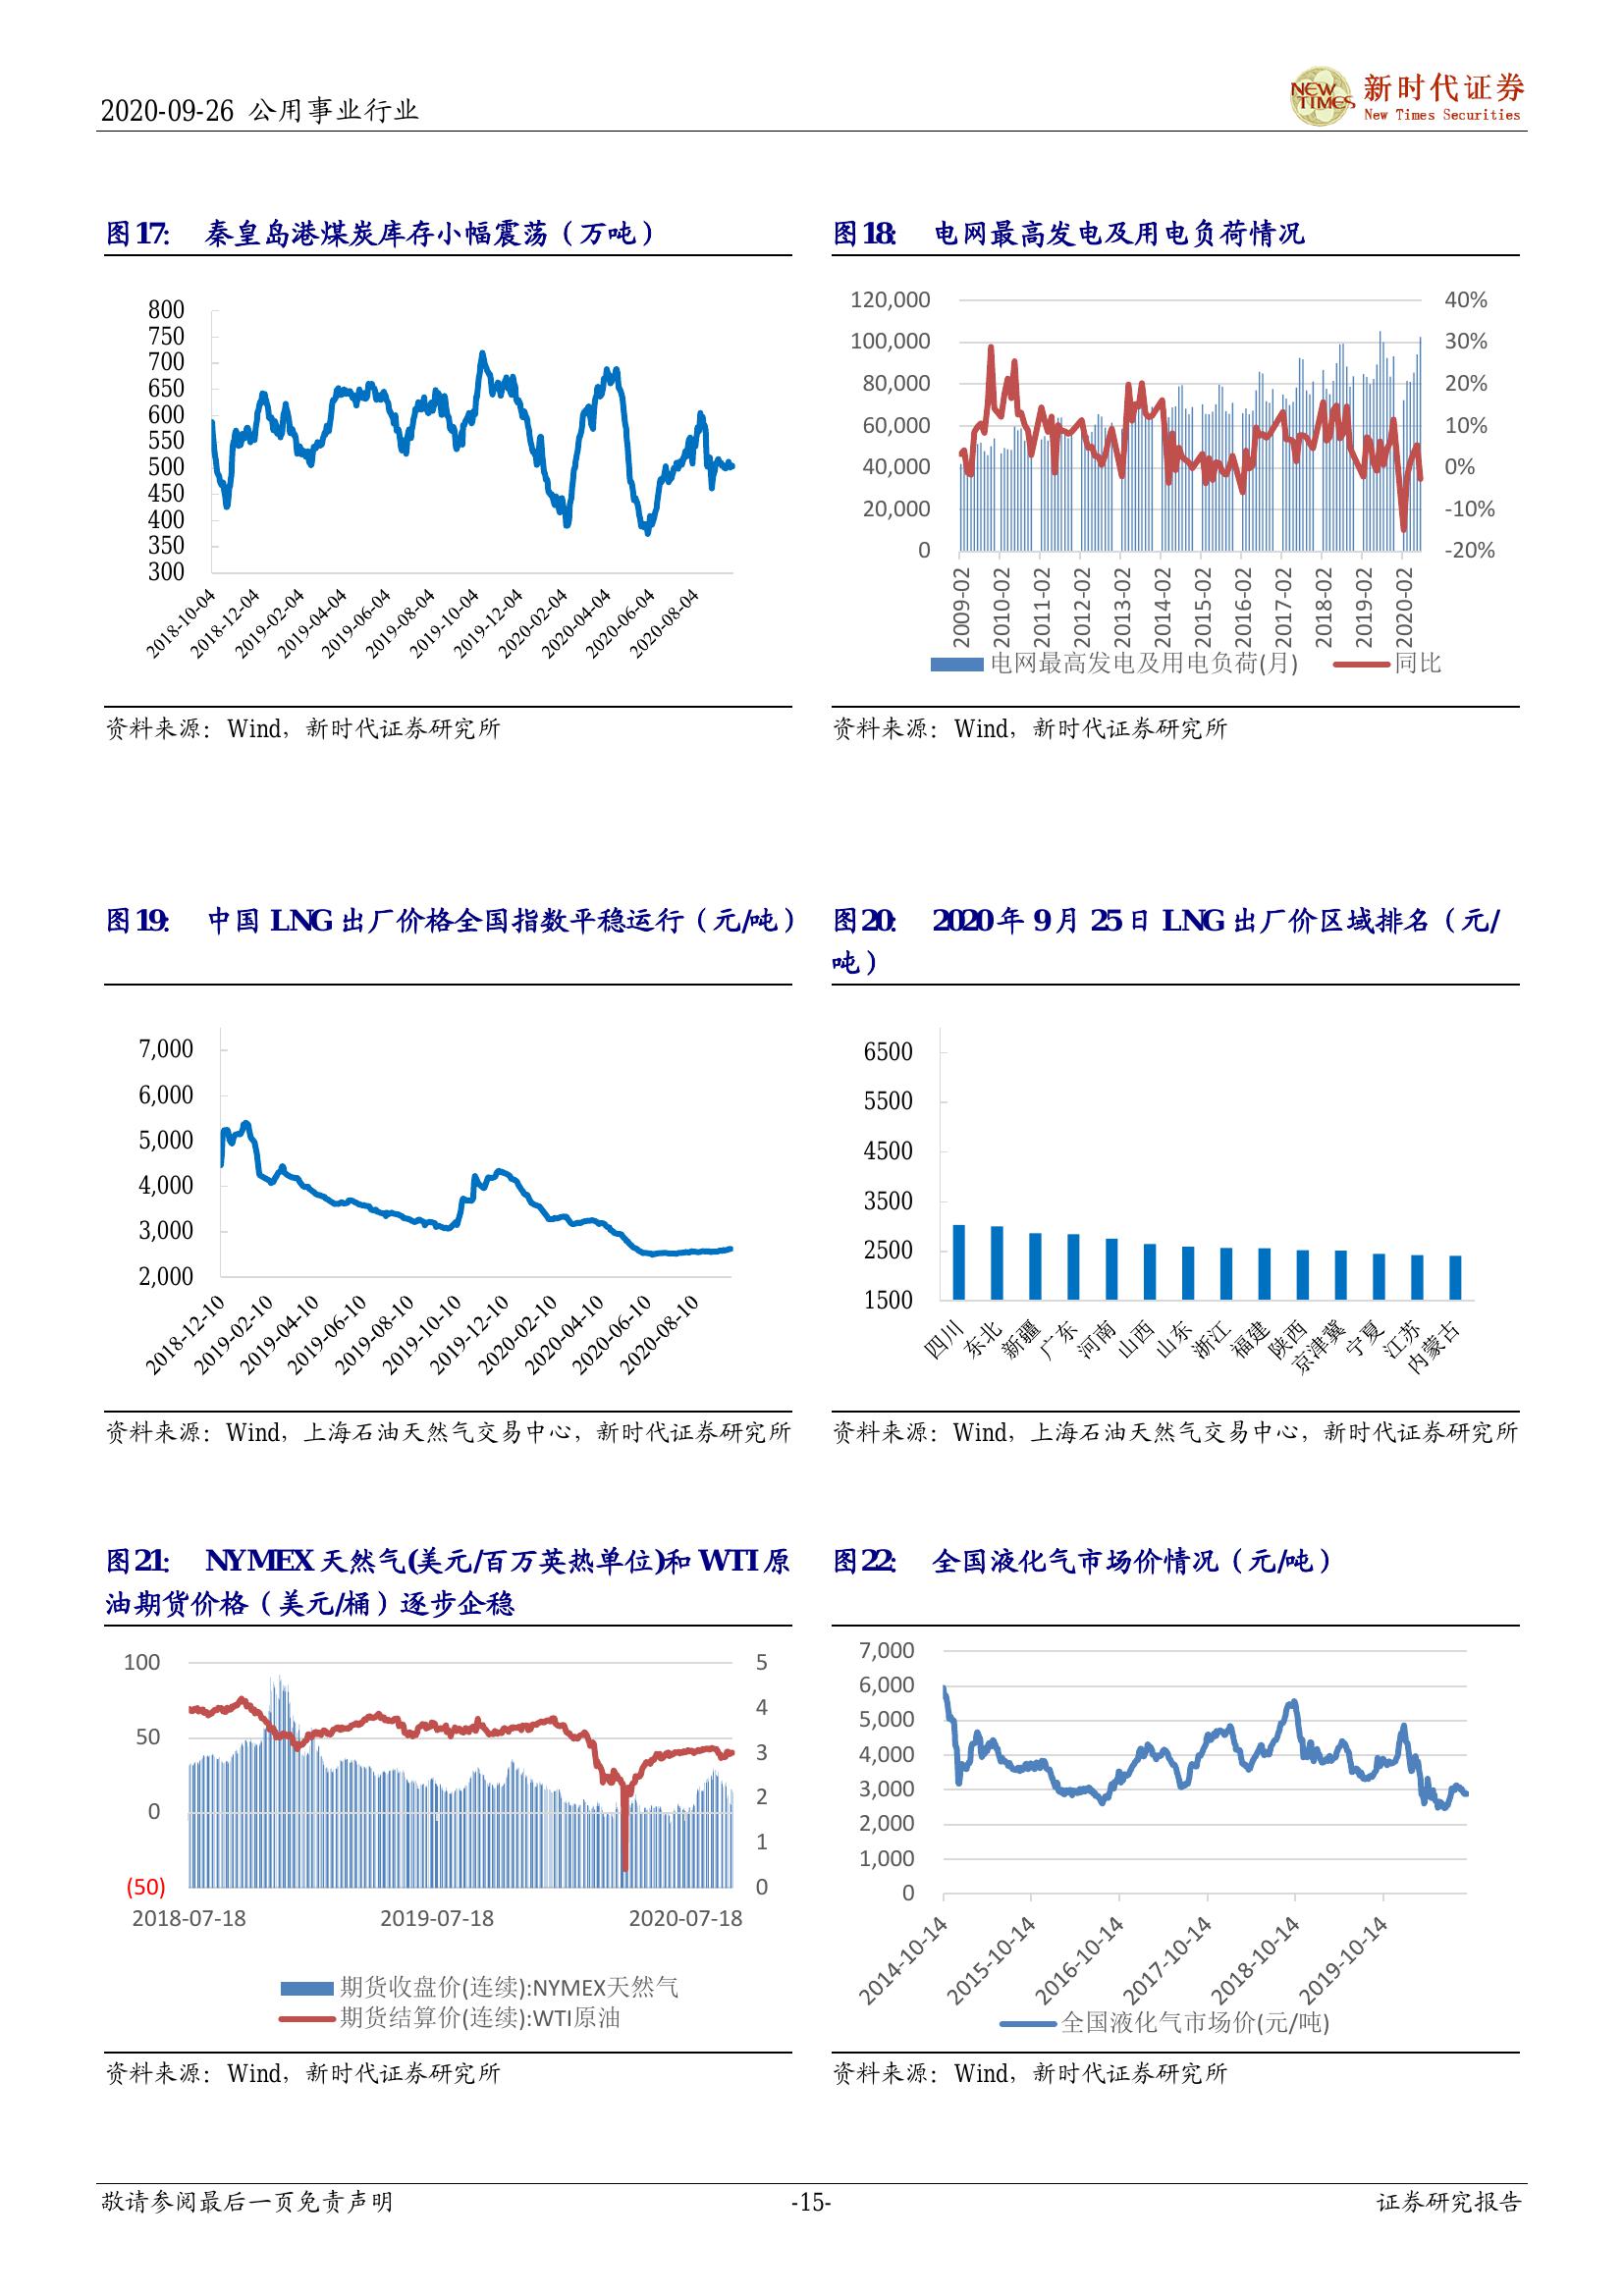 2020-09-26 公用事业行业
NEW TIMES
新时代证券
New Times Securities
图17: 秦皇岛港煤炭库存小幅震荡（万吨）
800
750
700
650
600
550
500
450
400
350
300
2018-10-04
2018-12-04
2019-02-04
2019-04-04
2019-06-04
2019-08-04
2019-10-04
2019-12-04
2020-02-04
2020-04-04
2020-06-04
2020-08-04
资料来源：Wind，新时代证券研究所
图18: 电网最高发电及用电负荷情况
120,000
100,000
80,000
60,000
40,000
20,000
0
40%
30%
20%
10%
0%
-10%
-20%
2009-02
2010-02
2011-02
2012-02
2013-02
2014-02
2015-02
2016-02
2017-02
2018-02
2019-02
2020-02
电网最高发电及用电负荷(月)
同比
资料来源：Wind，新时代证券研究所
图19: 中国 LNG 出厂价格全国指数平稳运行（元/吨）
7,000
6,000
5,000
4,000
3,000
2,000
2018-12-10
2019-02-10
2019-04-10
2019-06-10
2019-08-10
2019-10-10
2019-12-10
2020-02-10
2020-04-10
2020-06-10
2020-08-10
资料来源：Wind，上海石油天然气交易中心，新时代证券研究所
图20: 2020 年 9 月 25 日 LNG 出厂价区域排名（元/
吨）
6500
5500
4500
3500
2500
1500
四川
东北
新疆
广东
河南
山西
山东
浙江
福建
陕西
京津冀
宁夏
江苏
内蒙古
资料来源：Wind，上海石油天然气交易中心，新时代证券研究所
图21: NYMEX 天然气(美元/百万英热单位)和 WTI 原
油期货价格（美元/桶）逐步企稳
100
50
0
(50)
5
4
3
2
1
0
2018-07-18
2019-07-18
2020-07-18
期货收盘价(连续):NYMEX天然气
期货结算价(连续):WTI原油
资料来源：Wind，新时代证券研究所
图22: 全国液化气市场价情况（元/吨）
7,000
6,000
5,000
4,000
3,000
2,000
1,000
0
2014-10-14
2015-10-14
2016-10-14
2017-10-14
2018-10-14
2019-10-14
全国液化气市场价(元/吨)
资料来源：Wind，新时代证券研究所
敬请参阅最后一页免责声明
-15-
证券研究报告